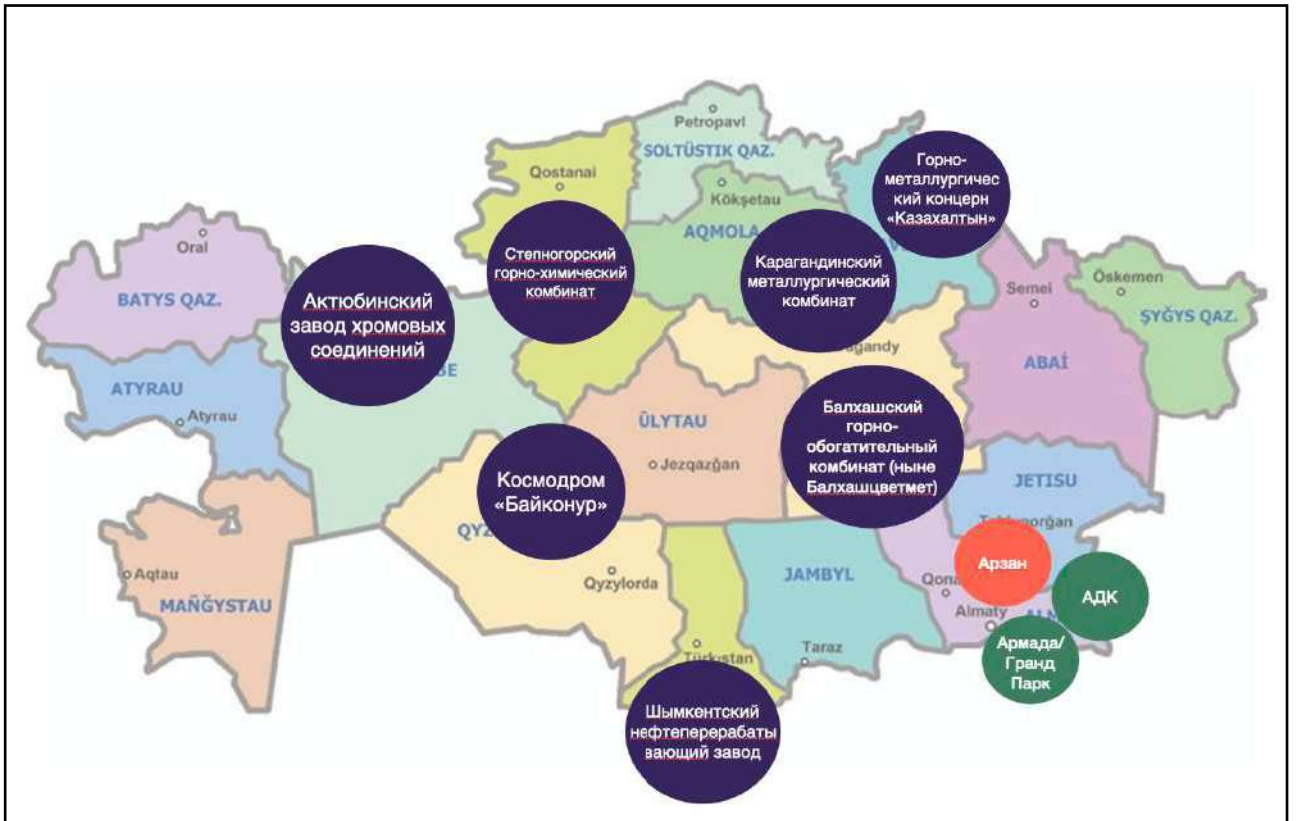 Petropavl
SOLTÜSTIK QAZ.
Qostanai
Kökşetau
AQMOLA
Горно-
металлургичес
кий концерн
«Казахалтын»
Oral
BATYS QAZ.
Степногорский
горно-химический
комбинат
Карагандинский
металлургический
комбинат
Semei
Öskemen
ŞYĞYS QAZ.
Актюбинский
завод хромовых
соединений
ABAİ
ATYRAU
Atyrau
ÛLYTAU
Jezqazğan
Балхашский
горно-
обогатительный
комбинат (ныне
Балхашцветмет)
JETISU
Космодром
«Байконур»
Aqtau
MAÑĞYSTAU
Qyzylorda
JAMBYL
Taraz
Арзан
АДК
Almaty
Армада/
Гранд
Парк
Türkıstan
Шымкентский
нефтеперерабаты
вающий завод